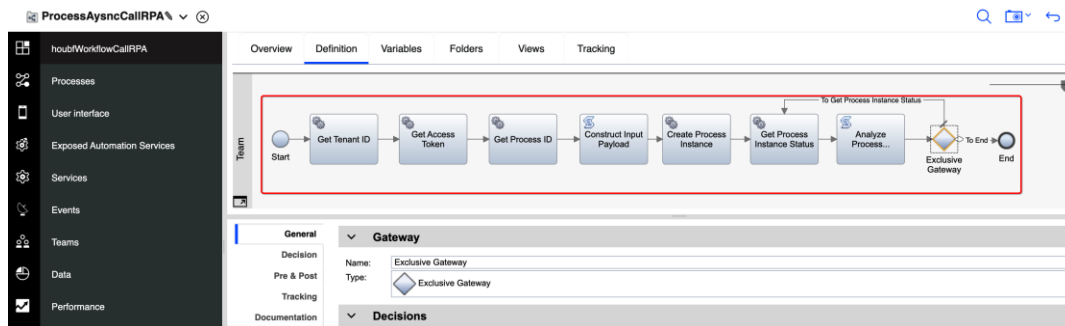 ProcessAysncCallRPA
houbfWorkflowCallRPA
Processes
User interface
Exposed Automation Services
Services
Events
Teams
Data
Performance
Overview Definition Variables Folders Views Tracking
Team
To Get Process Instance Status
Start
Get Tenant ID
Get Access
Token
Get Process ID
Construct Input
Payload
Create Process
Instance
Get Process
Instance Status
Analyze
Process...
Exclusive
Gateway
To End
End
General
Decision
Pre & Post
Tracking
Documentation
Gateway
Name: Exclusive Gateway
Type: Exclusive Gateway
Decisions